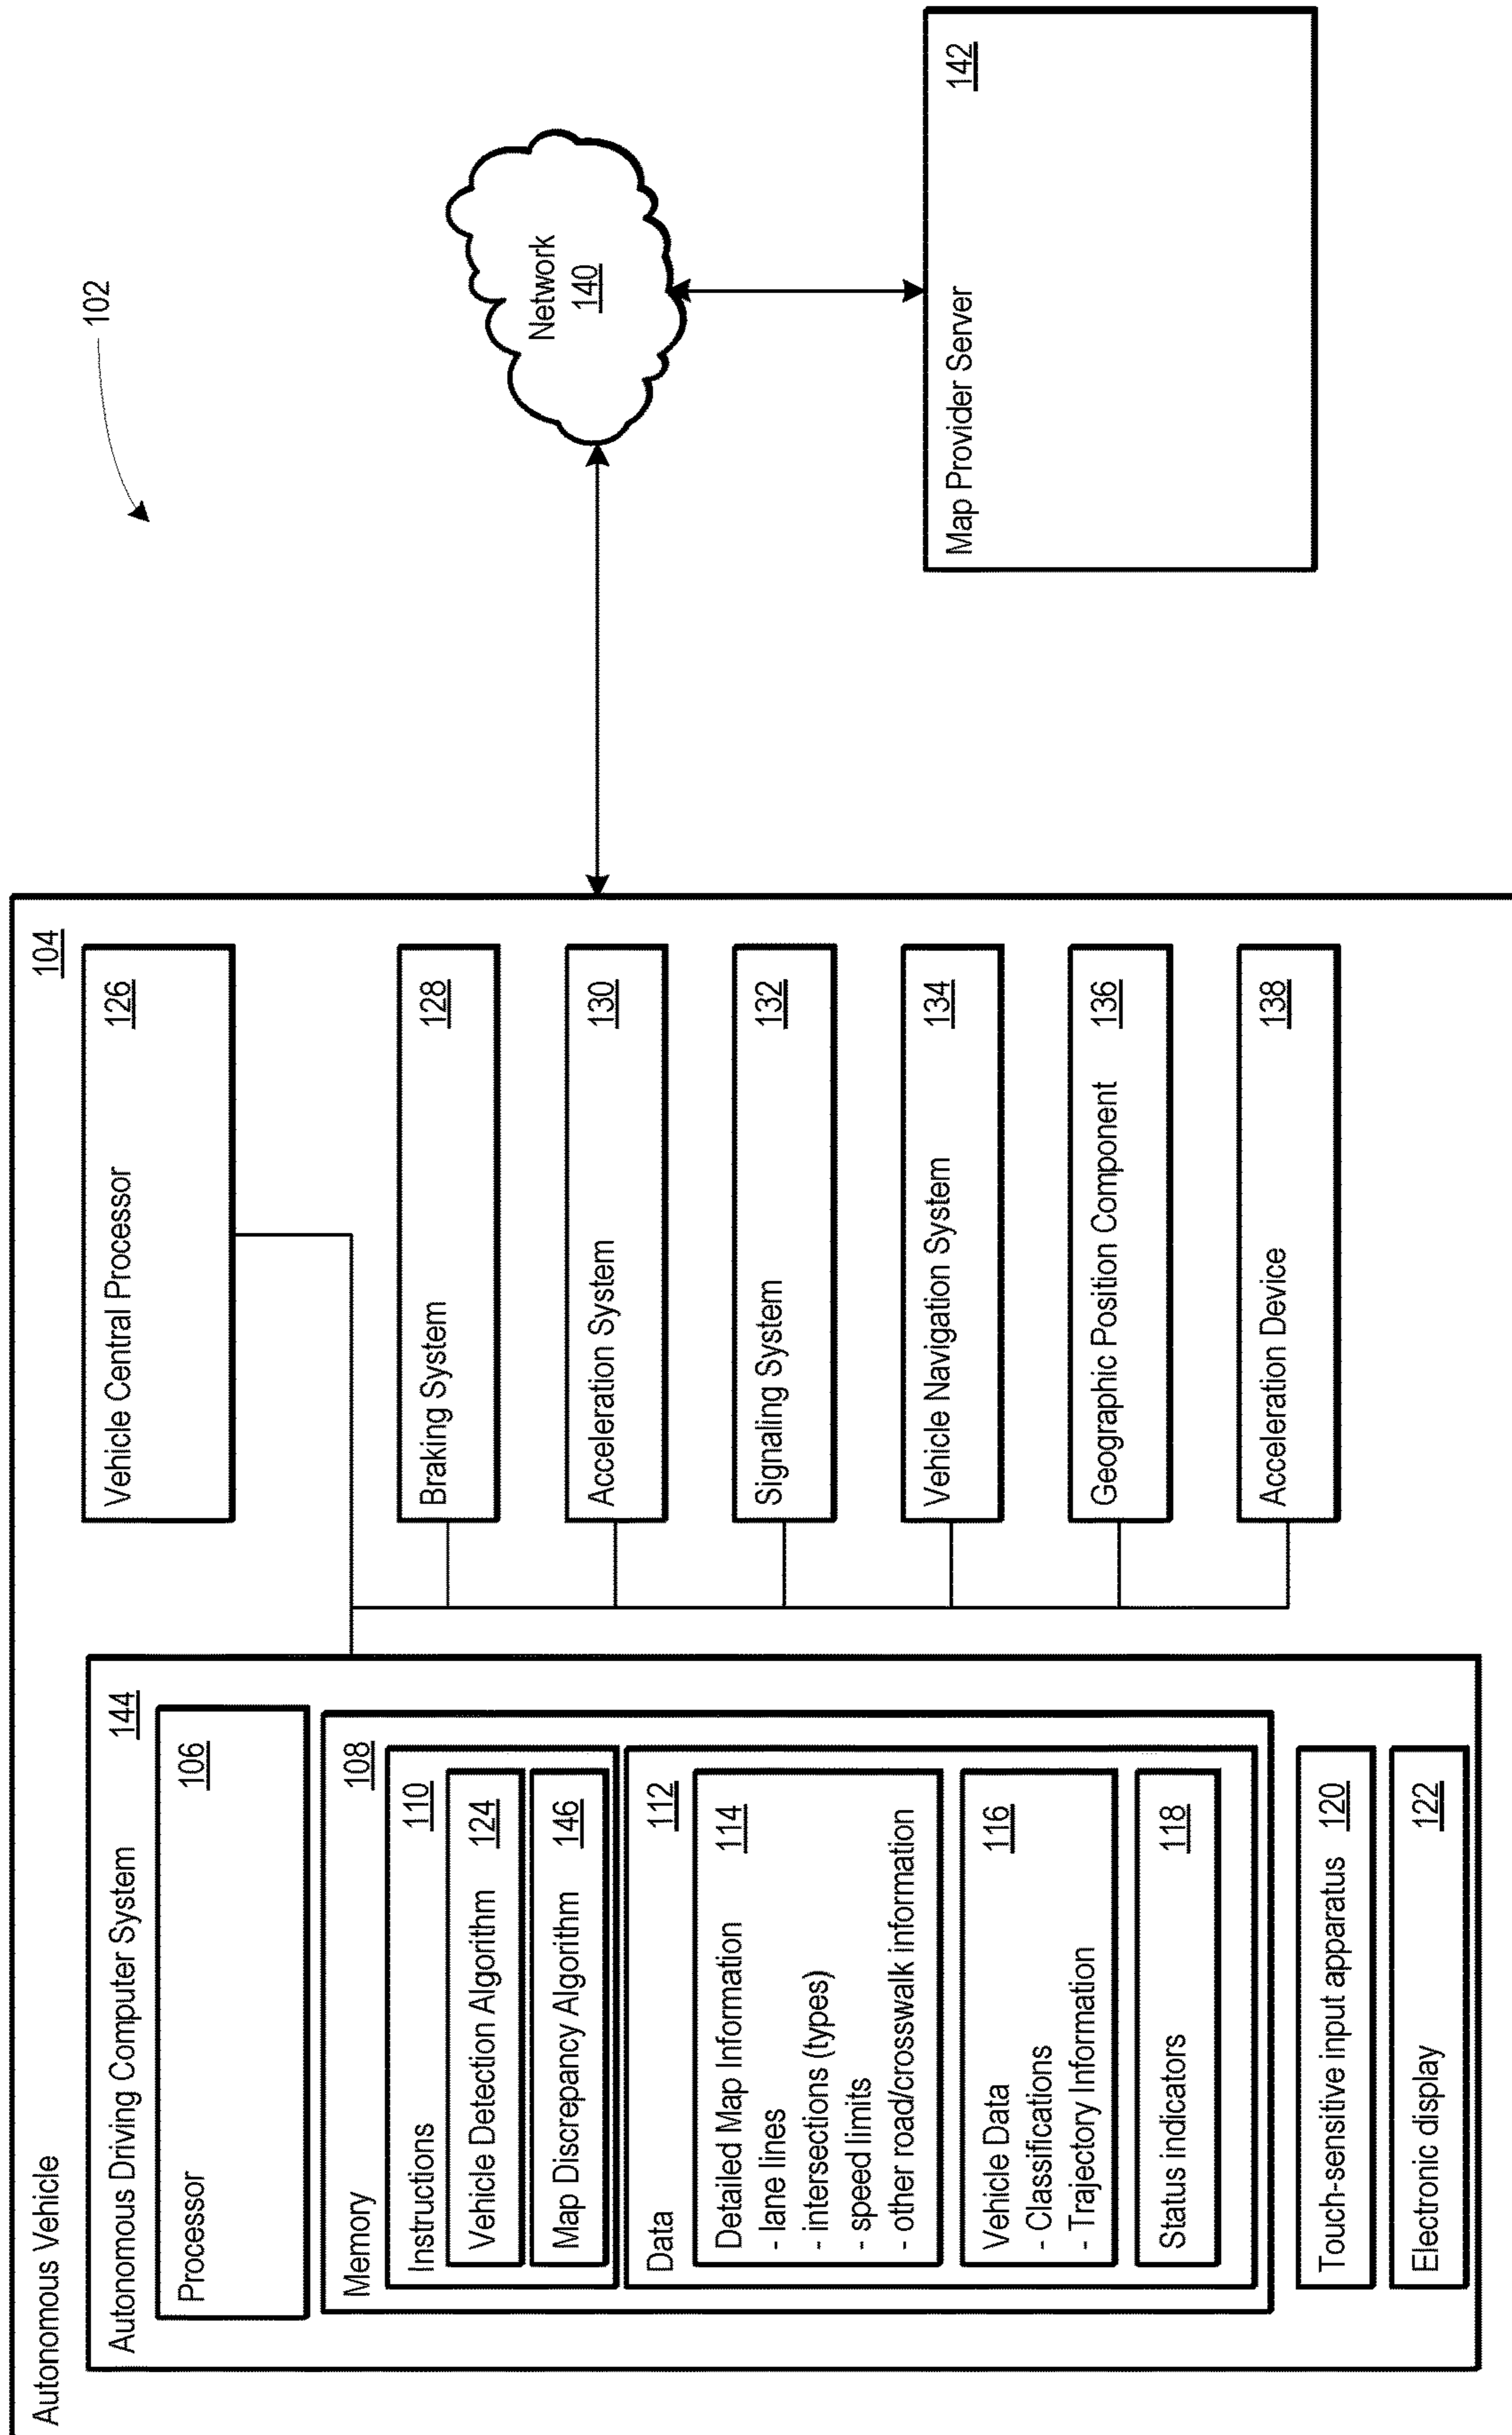 102
Autonomous Vehicle
104
Autonomous Driving Computer System
144
Processor
106
Memory
108
Instructions
110
Vehicle Detection Algorithm
124
Map Discrepancy Algorithm
146
Data
112
Detailed Map Information
114
- lane lines
- intersections (types)
- speed limits
- other road/crosswalk information
Vehicle Data
116
- Classifications
- Trajectory Information
Status indicators
118
Touch-sensitive input apparatus
120
Electronic display
122
Vehicle Central Processor
126
Braking System
128
Acceleration System
130
Signaling System
132
Vehicle Navigation System
134
Geographic Position Component
136
Acceleration Device
138
Network
140
Map Provider Server
142